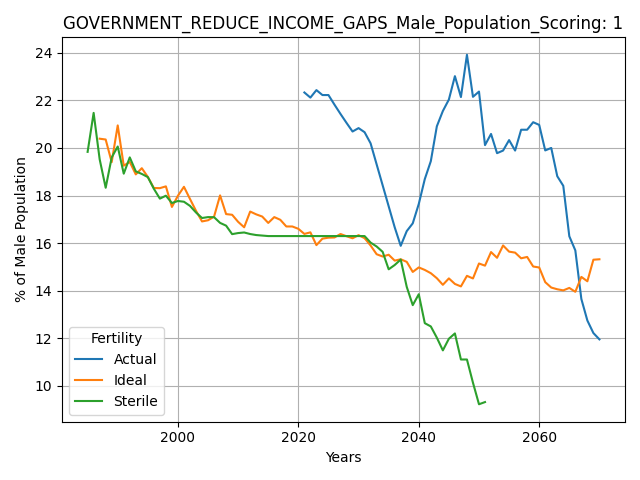 GOVERNMENT_REDUCE_INCOME_GAPS_Male_Population_Scoring: 1
% of Male Population
24
22
20
18
16
14
12
10
Fertility
Actual
Ideal
Sterile
2000
2020
2040
2060
Years